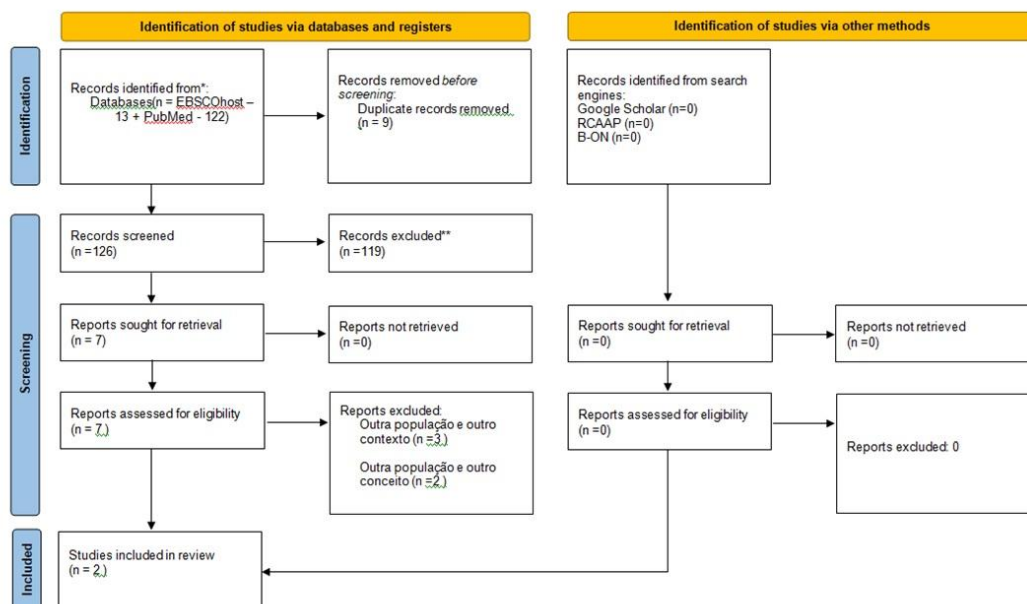 Identification of studies via databases and registers
Identification of studies via other methods
Identification
Records identified from*:
Databases(n = EBSCOhost –
13 + PubMed - 122)
Records removed before
screening:
Duplicate records removed
(n = 9)
Records identified from search
engines:
Google Scholar (n=0)
RCAAP (n=0)
B-ON (n=0)
Screening
Records screened
(n =126)
Records excluded**
(n =119)
Reports sought for retrieval
(n = 7)
Reports not retrieved
(n =0)
Reports sought for retrieval
(n =0)
Reports not retrieved
(n =0)
Reports assessed for eligibility
(n = 7 )
Reports excluded:
Outra população e outro
contexto (n =3 )
Outra população e outro
conceito (n =2 )
Reports assessed for eligibility
(n =0)
Reports excluded: 0
Included
Studies included in review
(n = 2 )